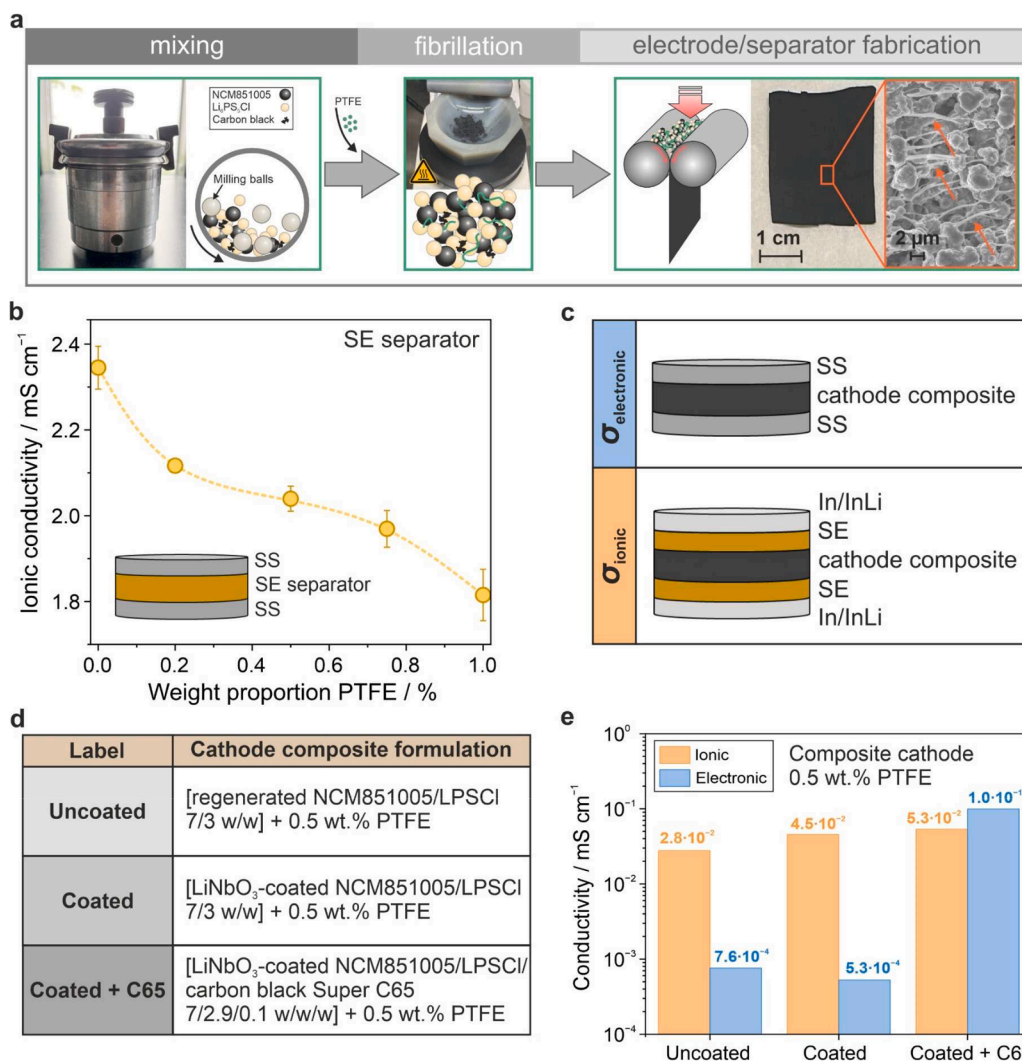 a
mixing
fibrillation
electrode/separator fabrication
NCM851005
Li₆PS₅Cl
Carbon black
Milling balls
PTFE
1 cm
2 µm
b
Ionic conductivity / mS cm⁻¹
2.4
2.2
2.0
1.8
SE separator
SS
SE separator
SS
0.0 0.2 0.4 0.6 0.8 1.0
Weight proportion PTFE / %
c
σelectronic
SS
cathode composite
SS
σionic
In/InLi
SE
cathode composite
SE
In/InLi
d
Label Cathode composite formulation
Uncoated
[regenerated NCM851005/LPSCl
7/3 w/w] + 0.5 wt.% PTFE
Coated
[LiNbO₃-coated NCM851005/LPSCl
7/3 w/w] + 0.5 wt.% PTFE
Coated + C65
[LiNbO₃-coated NCM851005/LPSCl/
carbon black Super C65
7/2.9/0.1 w/w/w] + 0.5 wt.% PTFE
e
Conductivity / mS cm⁻¹
10⁰
10⁻¹
10⁻²
10⁻³
10⁻⁴
Ionic
Electronic
Composite cathode
0.5 wt.% PTFE
2.8·10⁻²
7.6·10⁻⁴
4.5·10⁻²
5.3·10⁻⁴
5.3·10⁻²
1.0·10⁻¹
Uncoated Coated Coated + C6